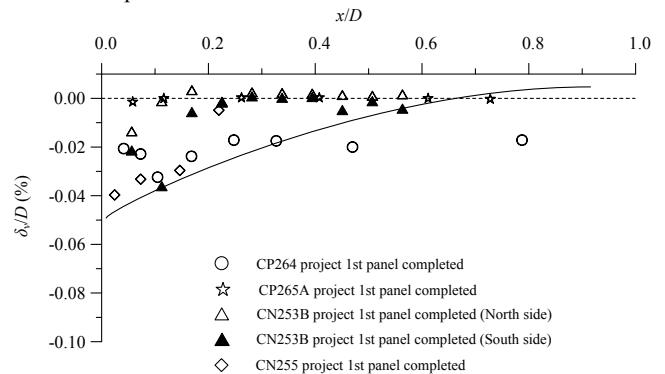 x/D
0.0 0.2 0.4 0.6 0.8 1.0
0.00
-0.02
-0.04
-0.06
-0.08
-0.10
δv/D (%)
CP264 project 1st panel completed
CP265A project 1st panel completed
CN253B project 1st panel completed (North side)
CN253B project 1st panel completed (South side)
CN255 project 1st panel completed